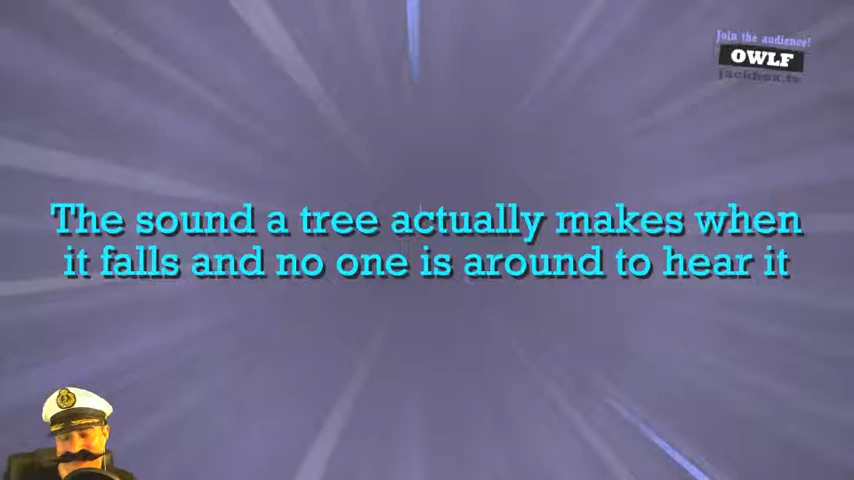 Join the audience!
OWLF
jackbox.tv
The sound a tree actually makes when
it falls and no one is around to hear it